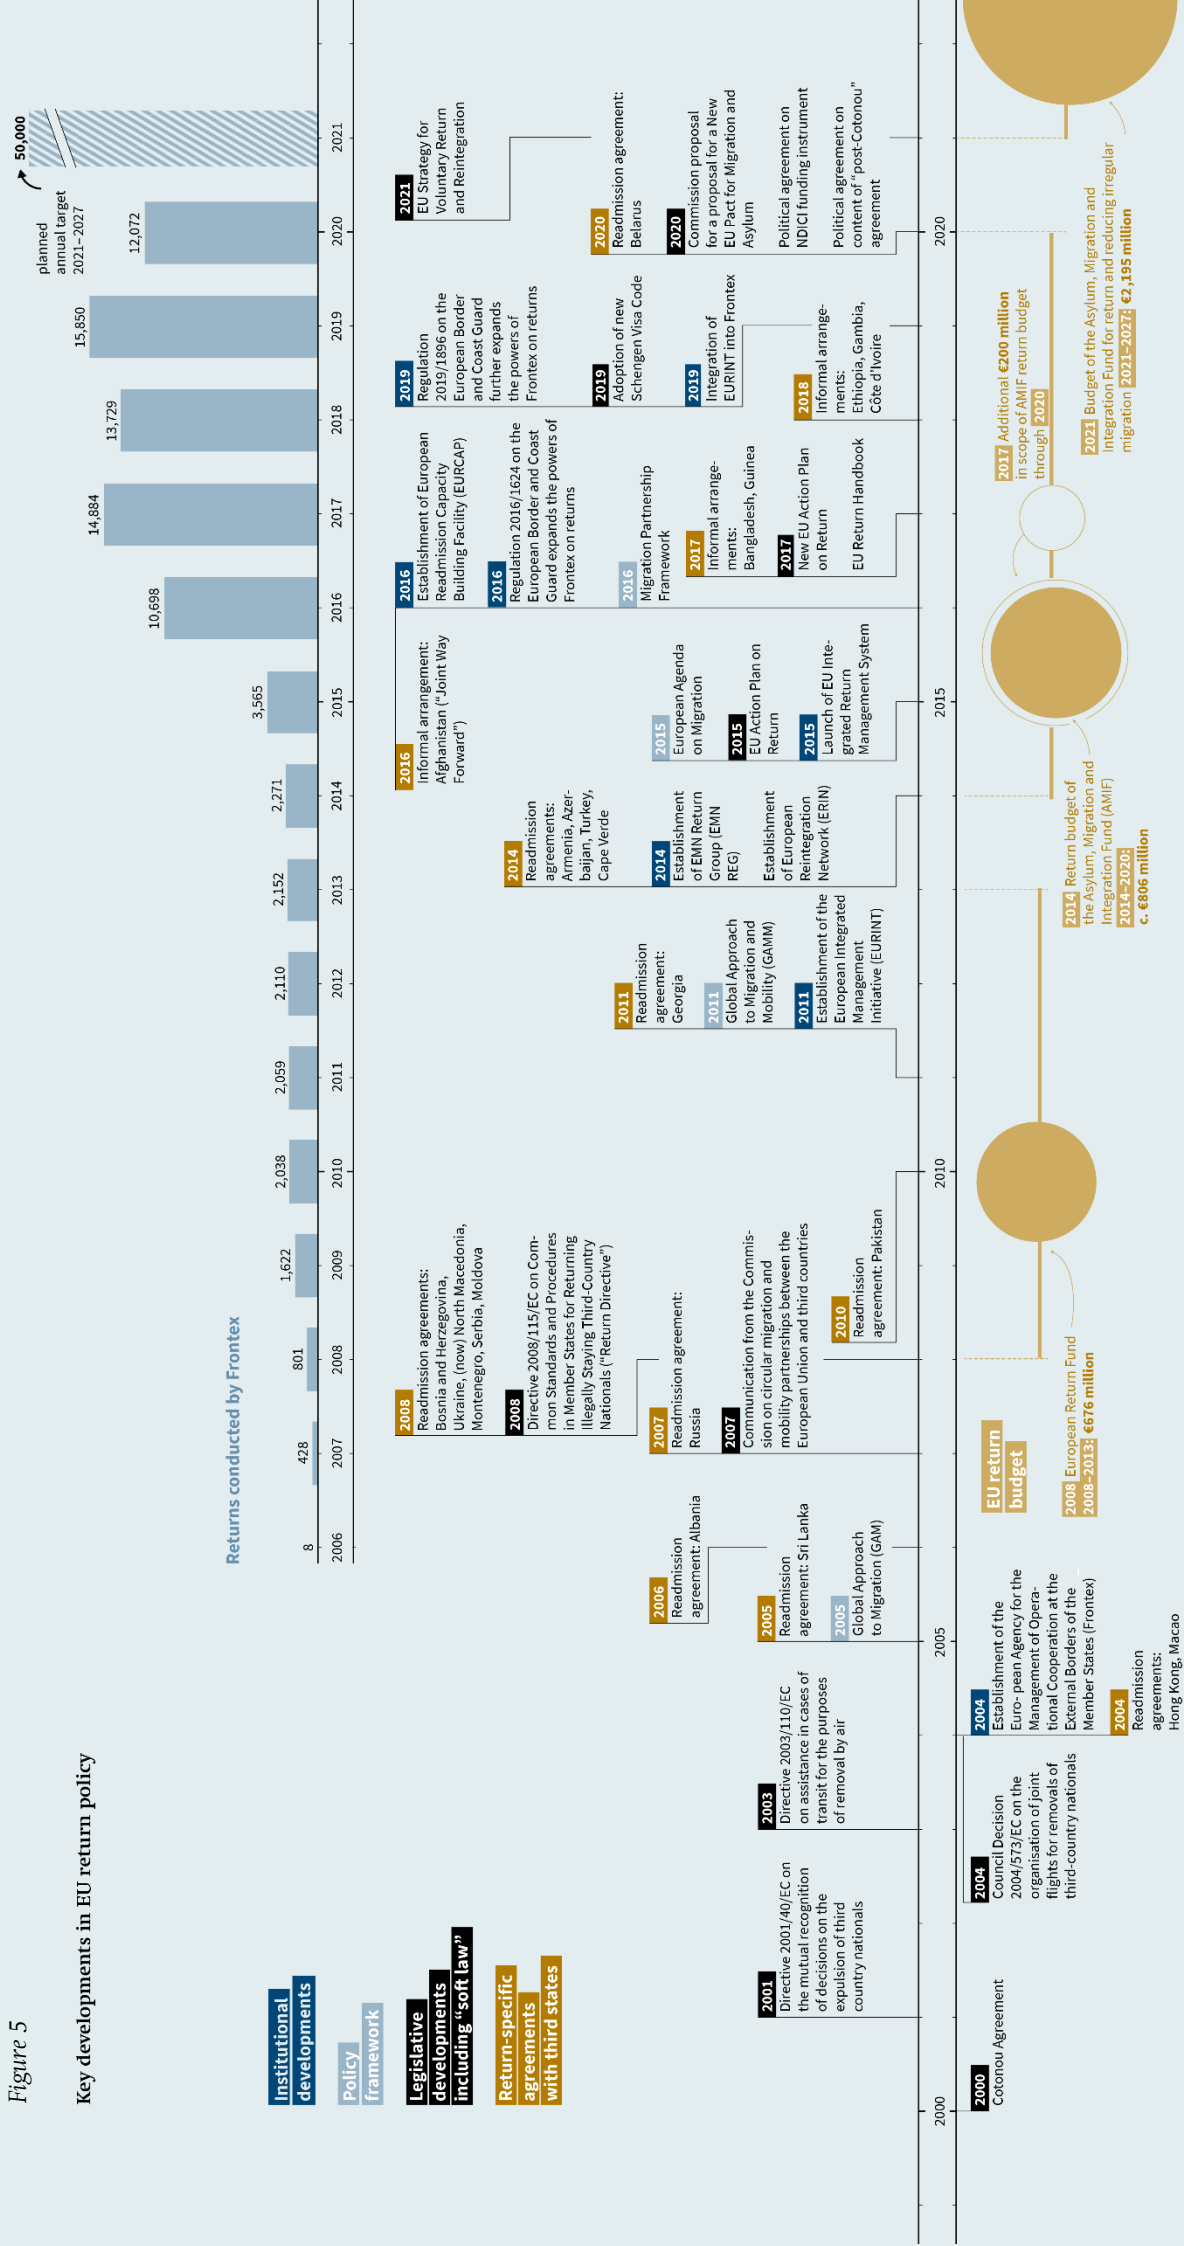 Figure 5
Key developments in EU return policy
Institutional
developments
Policy
framework
Legislative
developments
including “soft law”
Return-specific
agreements
with third states
Returns conducted by Frontex
8
428
801
1,622
2,038
2,059
2,110
2,152
2,271
3,565
10,698
14,884
13,729
15,850
12,072
planned
annual target
2021–2027
50,000
2006
2007
2008
2009
2010
2011
2012
2013
2014
2015
2016
2017
2018
2019
2020
2021
2000
Cotonou Agreement
2001
Directive 2001/40/EC on
the mutual recognition
of decisions on the
expulsion of third
country nationals
2003
Directive 2003/110/EC
on assistance in cases of
transit for the purposes
of removal by air
2004
Council Decision
2004/573/EC on the
organisation of joint
flights for removals of
third-country nationals
2004
Establishment of the
Euro- pean Agency for the
Management of Opera-
tional Cooperation at the
External Borders of the
Member States (Frontex)
2004
Readmission
agreements:
Hong Kong, Macao
2005
Readmission
agreement: Sri Lanka
2005
Global Approach
to Migration (GAM)
2006
Readmission
agreement: Albania
2007
Readmission agreement:
Russia
2007
Communication from the Commis-
sion on circular migration and
mobility partnerships between the
European Union and third countries
2008
Readmission agreements:
Bosnia and Herzegovina,
Ukraine, (now) North Macedonia,
Montenegro, Serbia, Moldova
2008
Directive 2008/115/EC on Com-
mon Standards and Procedures
in Member States for Returning
Illegally Staying Third-Country
Nationals (“Return Directive”)
2010
Readmission
agreement: Pakistan
2011
Readmission
agreement:
Georgia
2011
Global Approach
to Migration and
Mobility (GAMM)
2011
Establishment of the
European Integrated
Management
Initiative (EURINT)
2014
Readmission
agreements:
Armenia, Azer-
baijan, Turkey,
Cape Verde
2014
Establishment
of EMN Return
Group (EMN
REG)
Establishment
of European
Reintegration
Network (ERIN)
2015
European Agenda
on Migration
2015
EU Action Plan on
Return
2015
Launch of EU Inte-
grated Return
Management System
2016
Informal arrangement:
Afghanistan (“Joint Way
Forward”)
2016
Establishment of European
Readmission Capacity
Building Facility (EURCAP)
2016
Regulation 2016/1624 on the
European Border and Coast
Guard expands the powers of
Frontex on returns
2016
Migration Partnership
Framework
2017
Informal arrange-
ments:
Bangladesh, Guinea
2017
New EU Action Plan
on Return
EU Return Handbook
2018
Informal arrange-
ments:
Ethiopia, Gambia,
Côte d’Ivoire
2019
Regulation
2019/1896 on the
European Border
and Coast Guard
further expands
the powers of
Frontex on returns
2019
Adoption of new
Schengen Visa Code
2019
Integration of
EURINT into Frontex
2020
Readmission agreement:
Belarus
2020
Commission proposal
for a proposal for a New
EU Pact for Migration and
Asylum
Political agreement on
NDICI funding instrument
Political agreement on
content of “post-Cotonou”
agreement
2021
EU Strategy for
Voluntary Return
and Reintegration
2000
2005
2010
2015
2020
EU return
budget
2008 European Return Fund
2008–2013: €676 million
2014 Return budget of
the Asylum, Migration and
Integration Fund (AMIF)
2014–2020:
c. €806 million
2017 Additional €200 million
in scope of AMIF return budget
through 2020
2021 Budget of the Asylum, Migration and
Integration Fund for return and reducing irregular
migration 2021–2027: €2,195 million